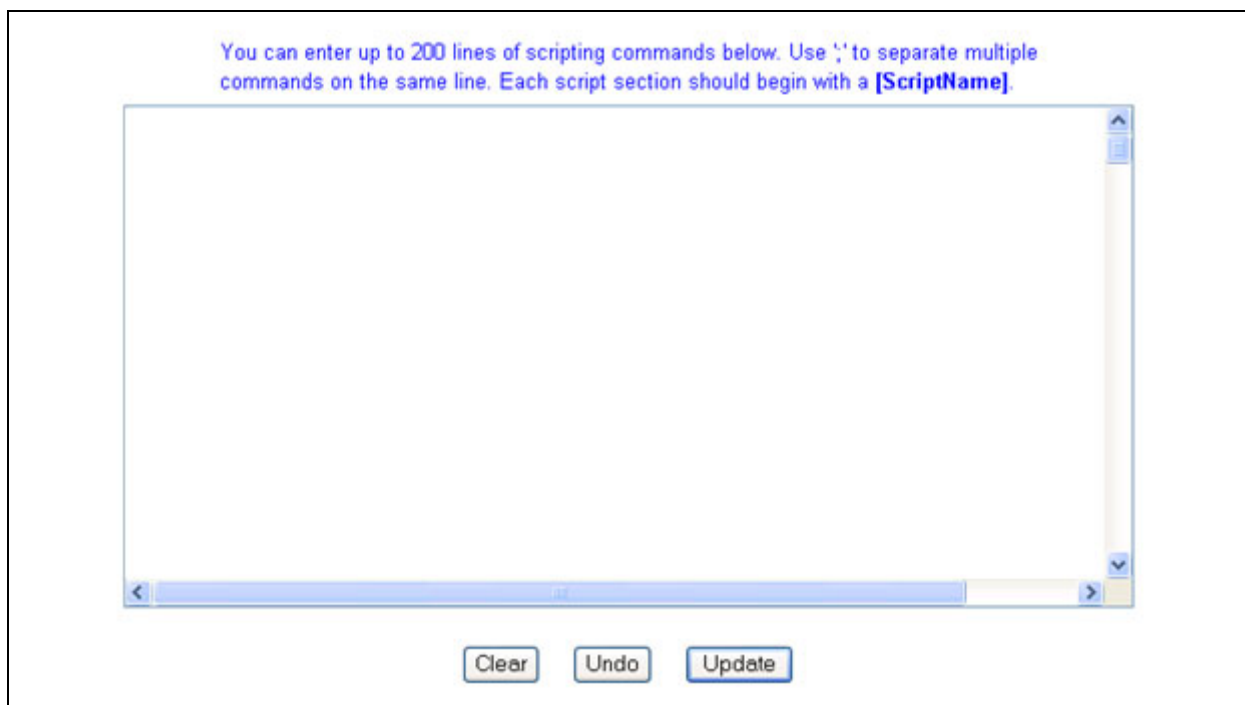 You can enter up to 200 lines of scripting commands below. Use ';' to separate multiple
commands on the same line. Each script section should begin with a [ScriptName].
Clear Undo Update